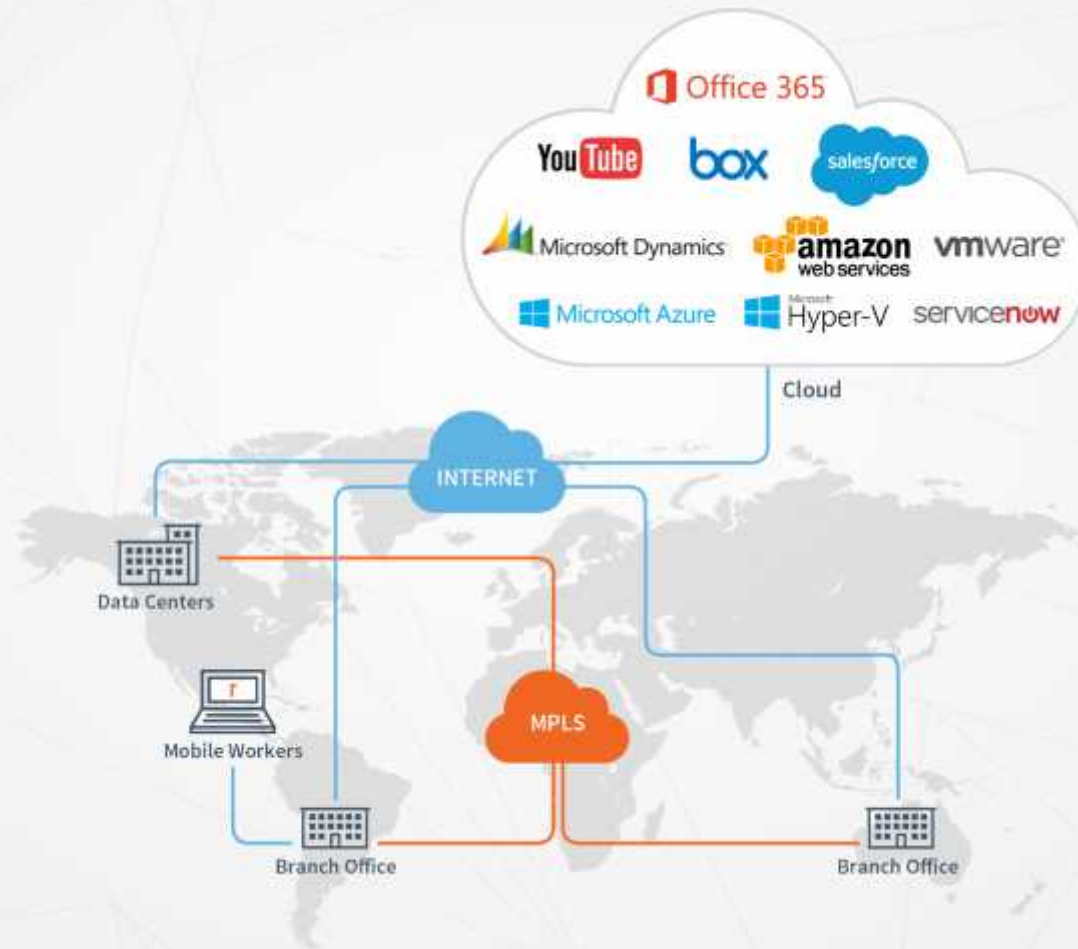 Office 365
YouTube
box
salesforce
Microsoft Dynamics
amazon
web services
vmware
Microsoft Azure
Microsoft
Hyper-V
servicenow
Cloud
INTERNET
Data Centers
MPLS
r
Mobile Workers
Branch Office
Branch Office